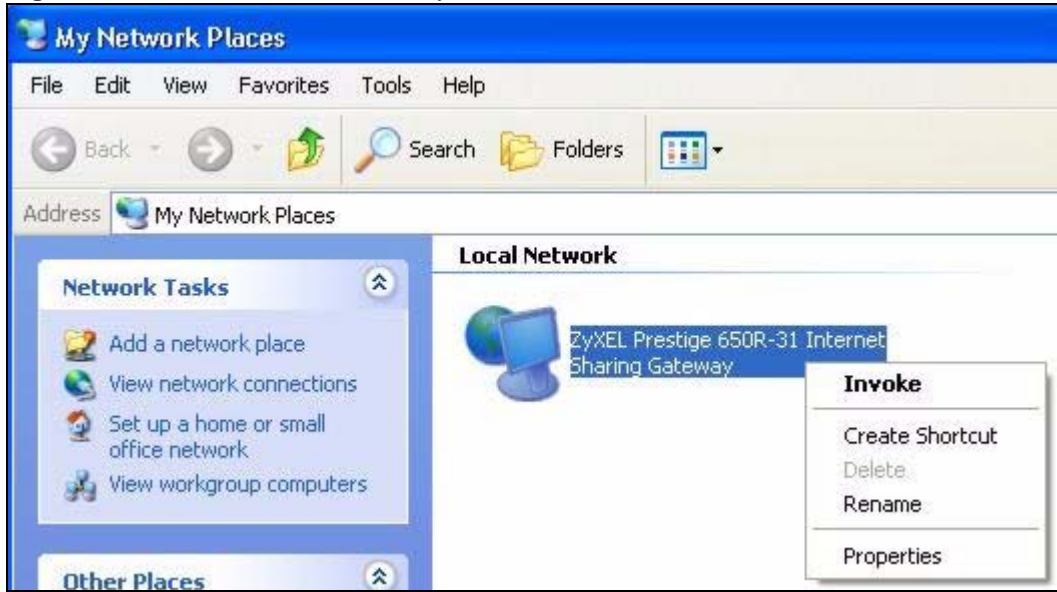 My Network Places
File Edit View Favorites Tools Help
Back Search Folders
Address My Network Places
Network Tasks
Add a network place
View network connections
Set up a home or small
office network
View workgroup computers
Other Places
Local Network
ZyXEL Prestige 650R-31 Internet
Sharing Gateway
Invoke
Create Shortcut
Delete
Rename
Properties